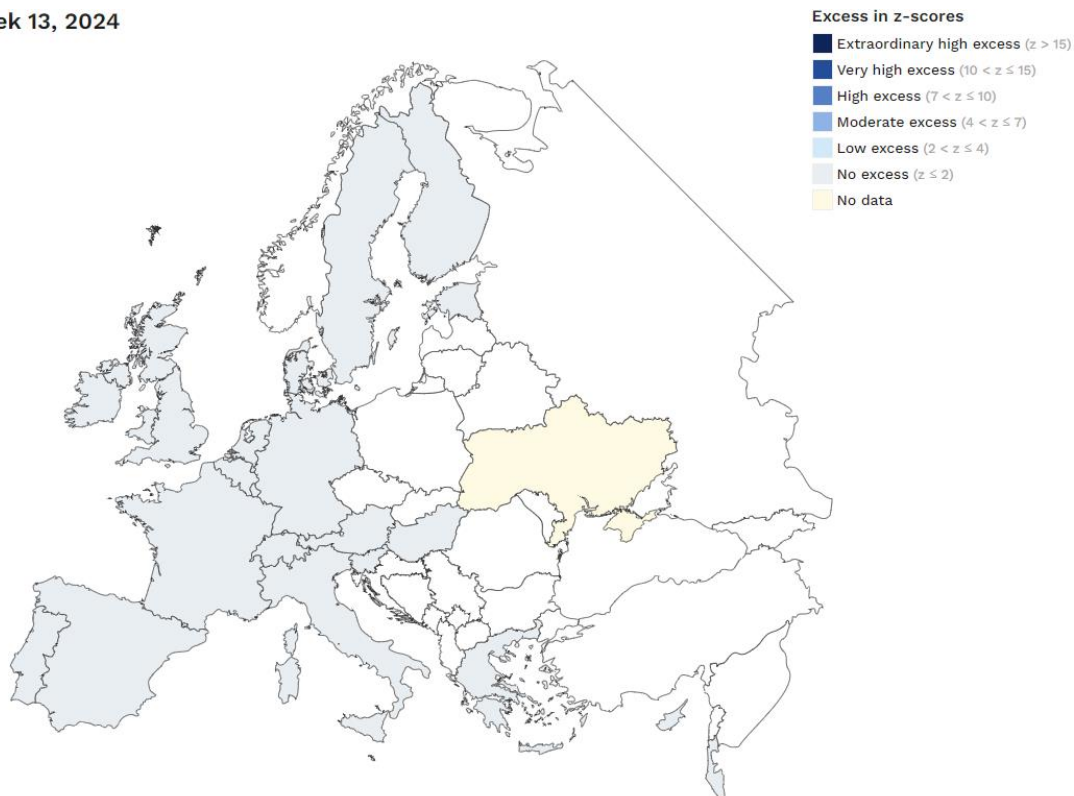 ek 13, 2024
Excess in z-scores
Extraordinary high excess (z > 15)
Very high excess (10 < z ≤ 15)
High excess (7 < z ≤ 10)
Moderate excess (4 < z ≤ 7)
Low excess (2 < z ≤ 4)
No excess (z ≤ 2)
No data